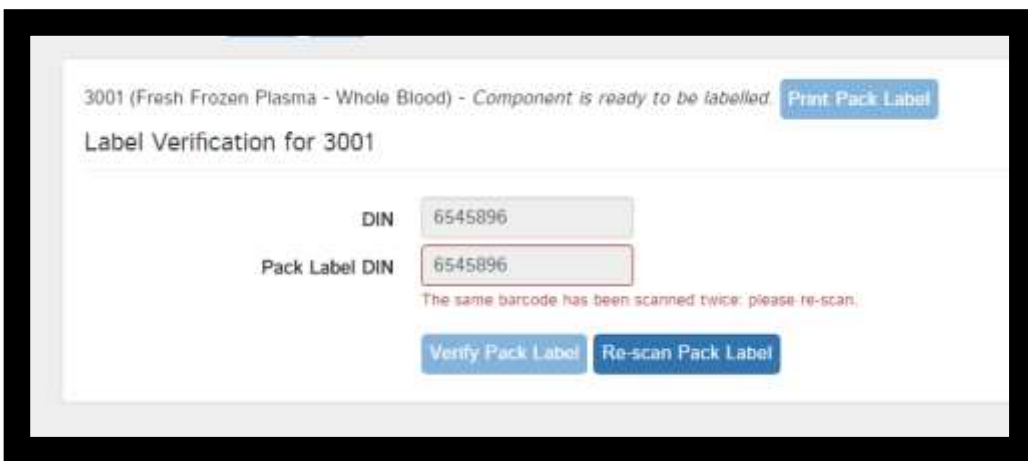 3001 (Fresh Frozen Plasma - Whole Blood) - Component is ready to be labelled. Print Pack Label
Label Verification for 3001
DIN 6545896
Pack Label DIN 6545896
The same barcode has been scanned twice: please re-scan.
Verify Pack Label Re-scan Pack Label